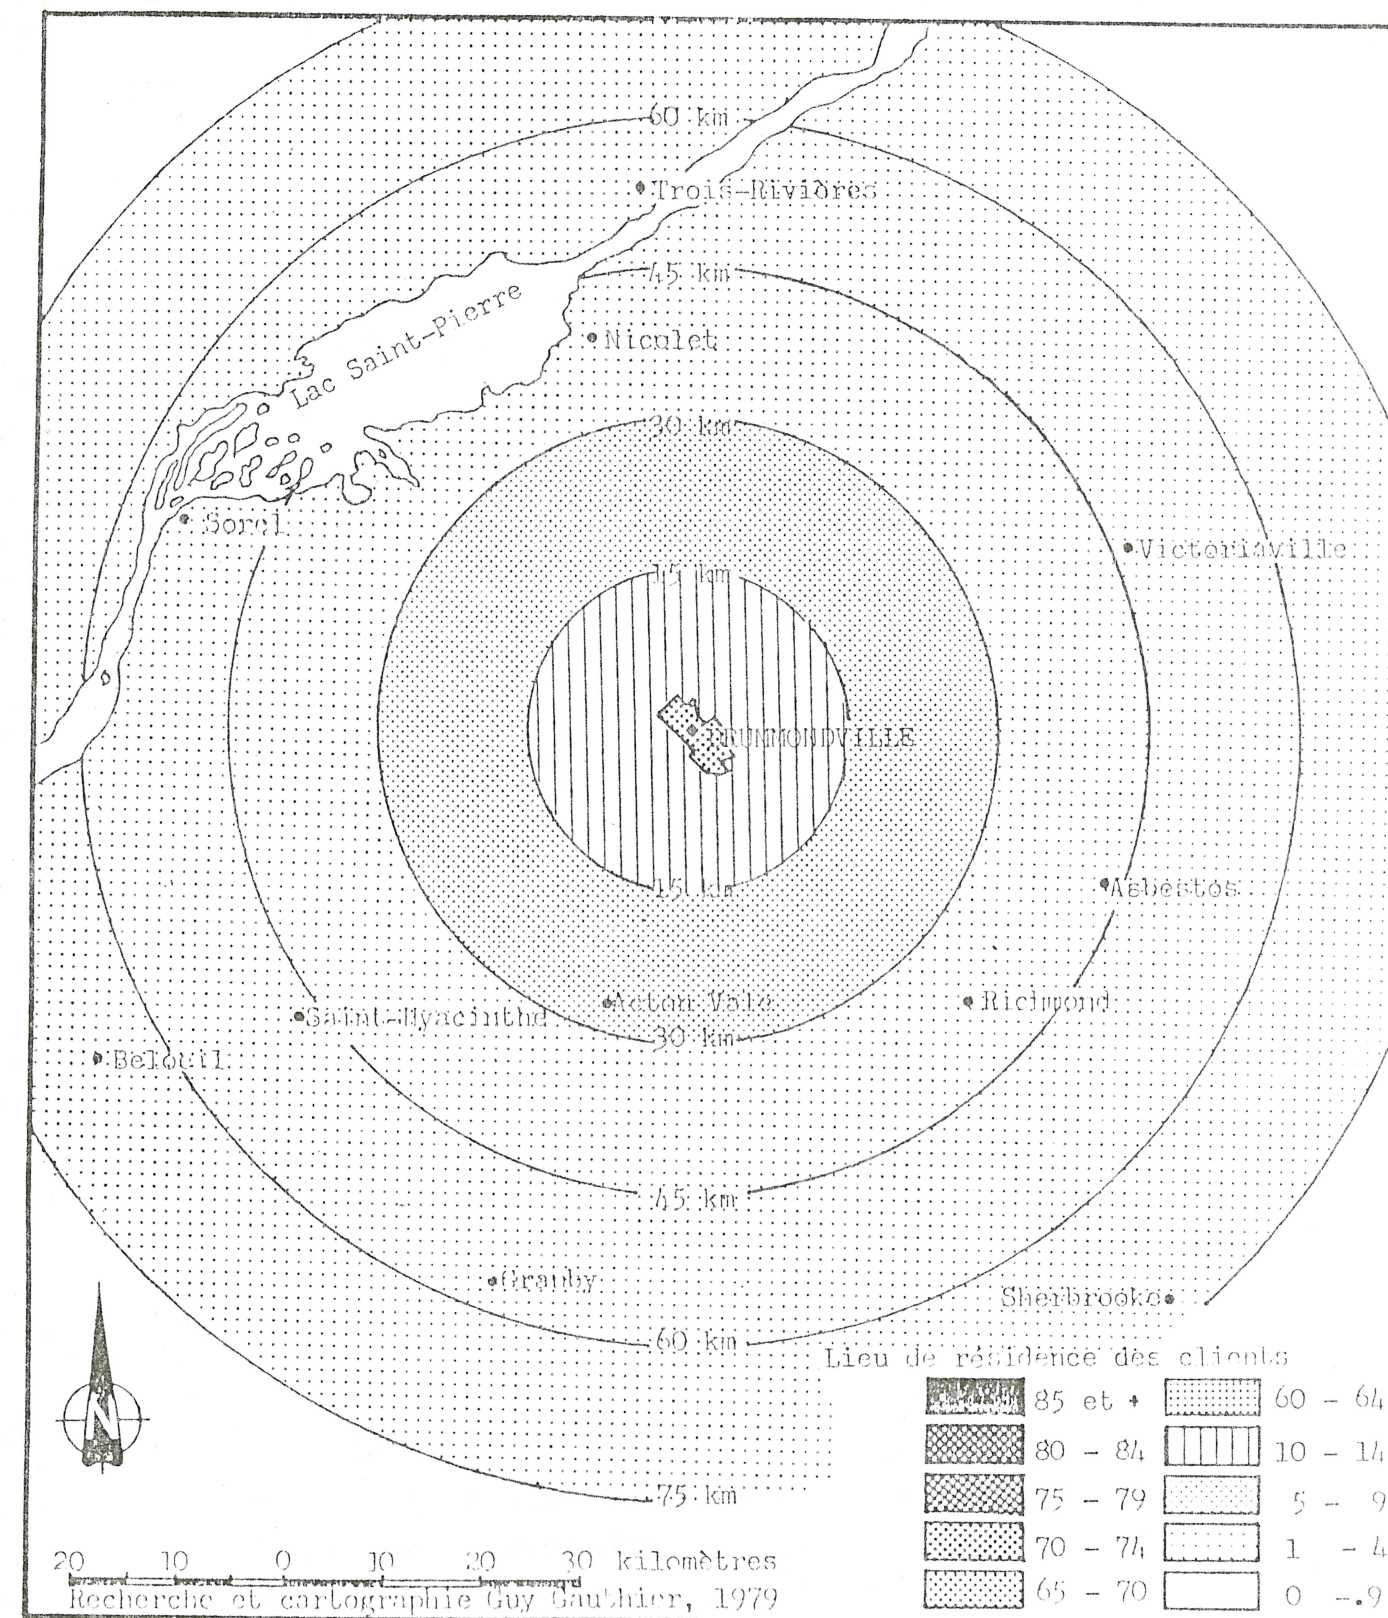 60 km
Trois-Rivières
45 km
Lac Saint-Pierre
Nicolet
30 km
Sorel
Victoriaville
15 km
DRUMMONDVILLE
15 km
Asbestos
Acton Vale
Richmond
Saint-Hyacinthe
30 km
Beloeil
45 km
Granby
Sherbrooke
60 km
Lieu de résidence des clients
85 et +
60 - 64
80 - 84
10 - 14
N
75 - 79
5 - 9
75 km
70 - 74
1 - 4
65 - 70
0 -.9
20 10 0 10 20 30 kilomètres
Recherche et cartographie Guy Gauthier, 1979